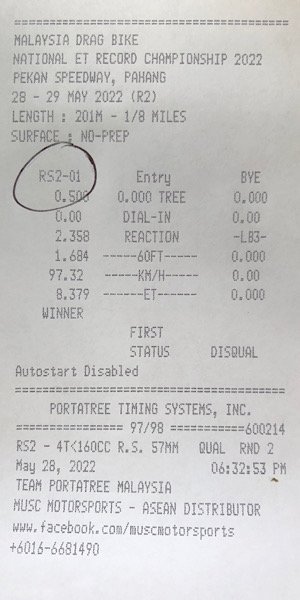 ==============================
MALAYSIA DRAG BIKE
NATIONAL ET RECORD CHAMPIONSHIP 2022
PEKAN SPEEDWAY, PAHANG
28 - 29 MAY 2022 (R2)
LENGTH : 201M - 1/8 MILES
SURFACE : NO-PREP
RS2-01 Entry BYE
0.500 0.000 TREE 0.000
0.00 DIAL-IN 0.00
2.358 REACTION -LB3-
1.684 ------60FT----- 0.000
97.32 ------KM/H----- 0.00
8.379 ------ET------- 0.000
WINNER
FIRST
STATUS DISQUAL
Autostart Disabled
==============================
PORTATREE TIMING SYSTEMS, INC.
=============== 97/98 ===========600214
RS2 - 4T<160CC R.S. 57MM QUAL RND 2
May 28, 2022 06:32:53 PM
TEAM PORTATREE MALAYSIA
MUSC MOTORSPORTS - ASEAN DISTRIBUTOR
www.facebook.com/muscmotorsports
+6016-6681490